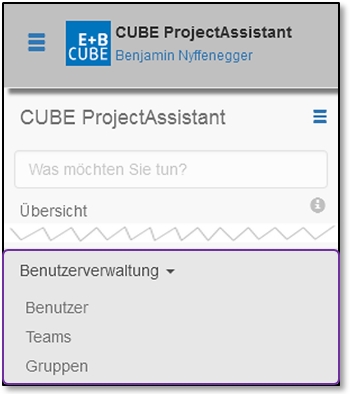 E+B
CUBE
CUBE ProjectAssistant
Benjamin Nyffenegger
CUBE ProjectAssistant
Was möchten Sie tun?
Übersicht
Benutzerverwaltung
Benutzer
Teams
Gruppen